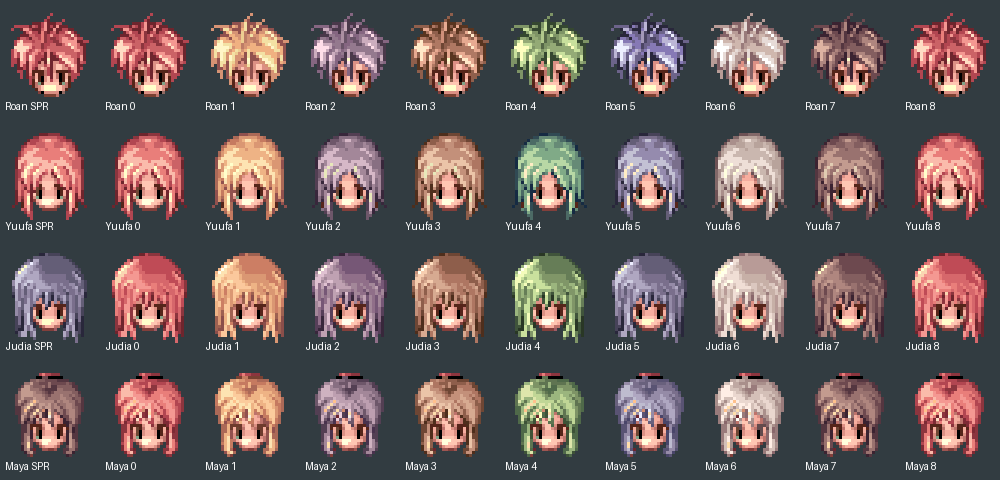 Roan SPR Roan 0 Roan 1 Roan 2 Roan 3 Roan 4 Roan 5 Roan 6 Roan 7 Roan 8
Yuufa SPR Yuufa 0 Yuufa 1 Yuufa 2 Yuufa 3 Yuufa 4 Yuufa 5 Yuufa 6 Yuufa 7 Yuufa 8
Judia SPR Judia 0 Judia 1 Judia 2 Judia 3 Judia 4 Judia 5 Judia 6 Judia 7 Judia 8
Maya SPR Maya 0 Maya 1 Maya 2 Maya 3 Maya 4 Maya 5 Maya 6 Maya 7 Maya 8